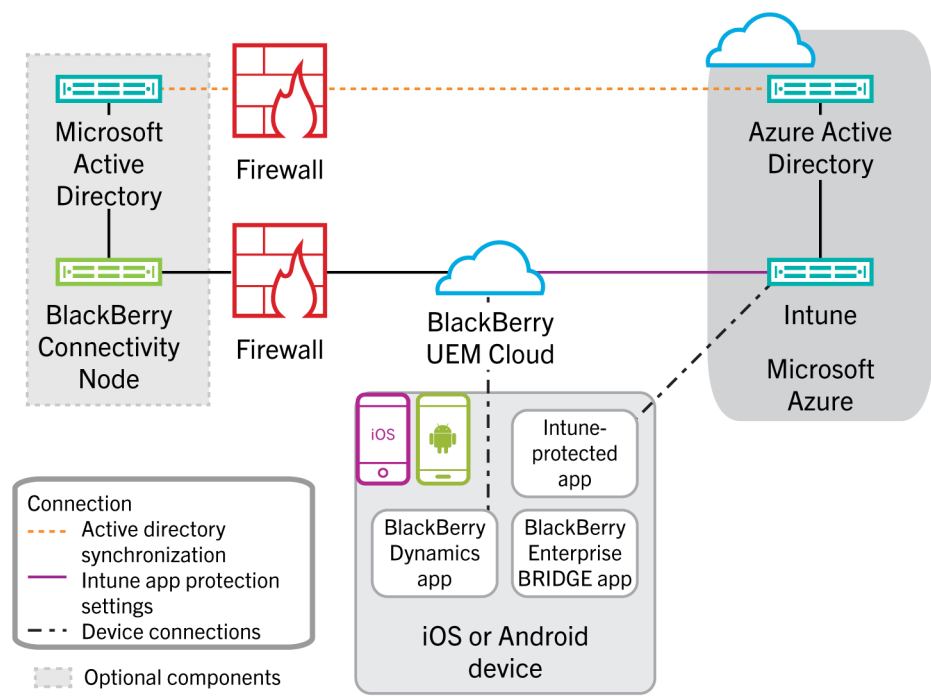 Microsoft
Active
Directory
Firewall
Azure Active
Directory
BlackBerry
Connectivity
Node
Firewall
BlackBerry
UEM Cloud
Intune
Microsoft
Azure
iOS
Intune-
protected
app
BlackBerry
Dynamics
app
BlackBerry
Enterprise
BRIDGE app
iOS or Android
device
Connection
Active directory
synchronization
Intune app protection
settings
Device connections
Optional components